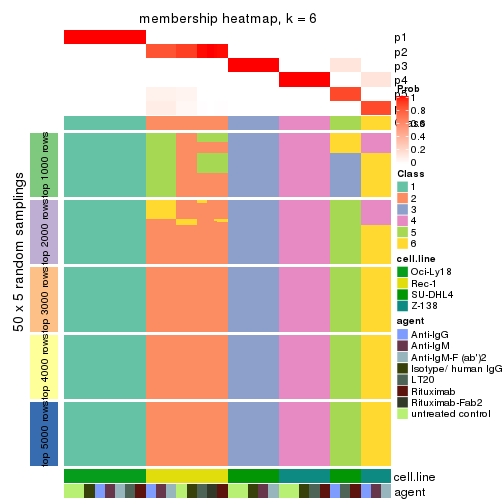 membership heatmap, k = 6
p1
p2
p3
p4
Prob
1
0.8
0.6
0.4
0.2
0
Class
1
2
3
4
5
6
cell.line
Oci-Ly18
Rec-1
SU-DHL4
Z-138
agent
Anti-IgG
Anti-IgM
Anti-IgM-F (ab')2
Isotype/ human IgG
LT20
Rituximab
Rituximab-Fab2
untreated control
50 x 5 random samplings
top 1000 rows
top 2000 rows
top 3000 rows
top 4000 rows
top 5000 rows
cell.line
agent